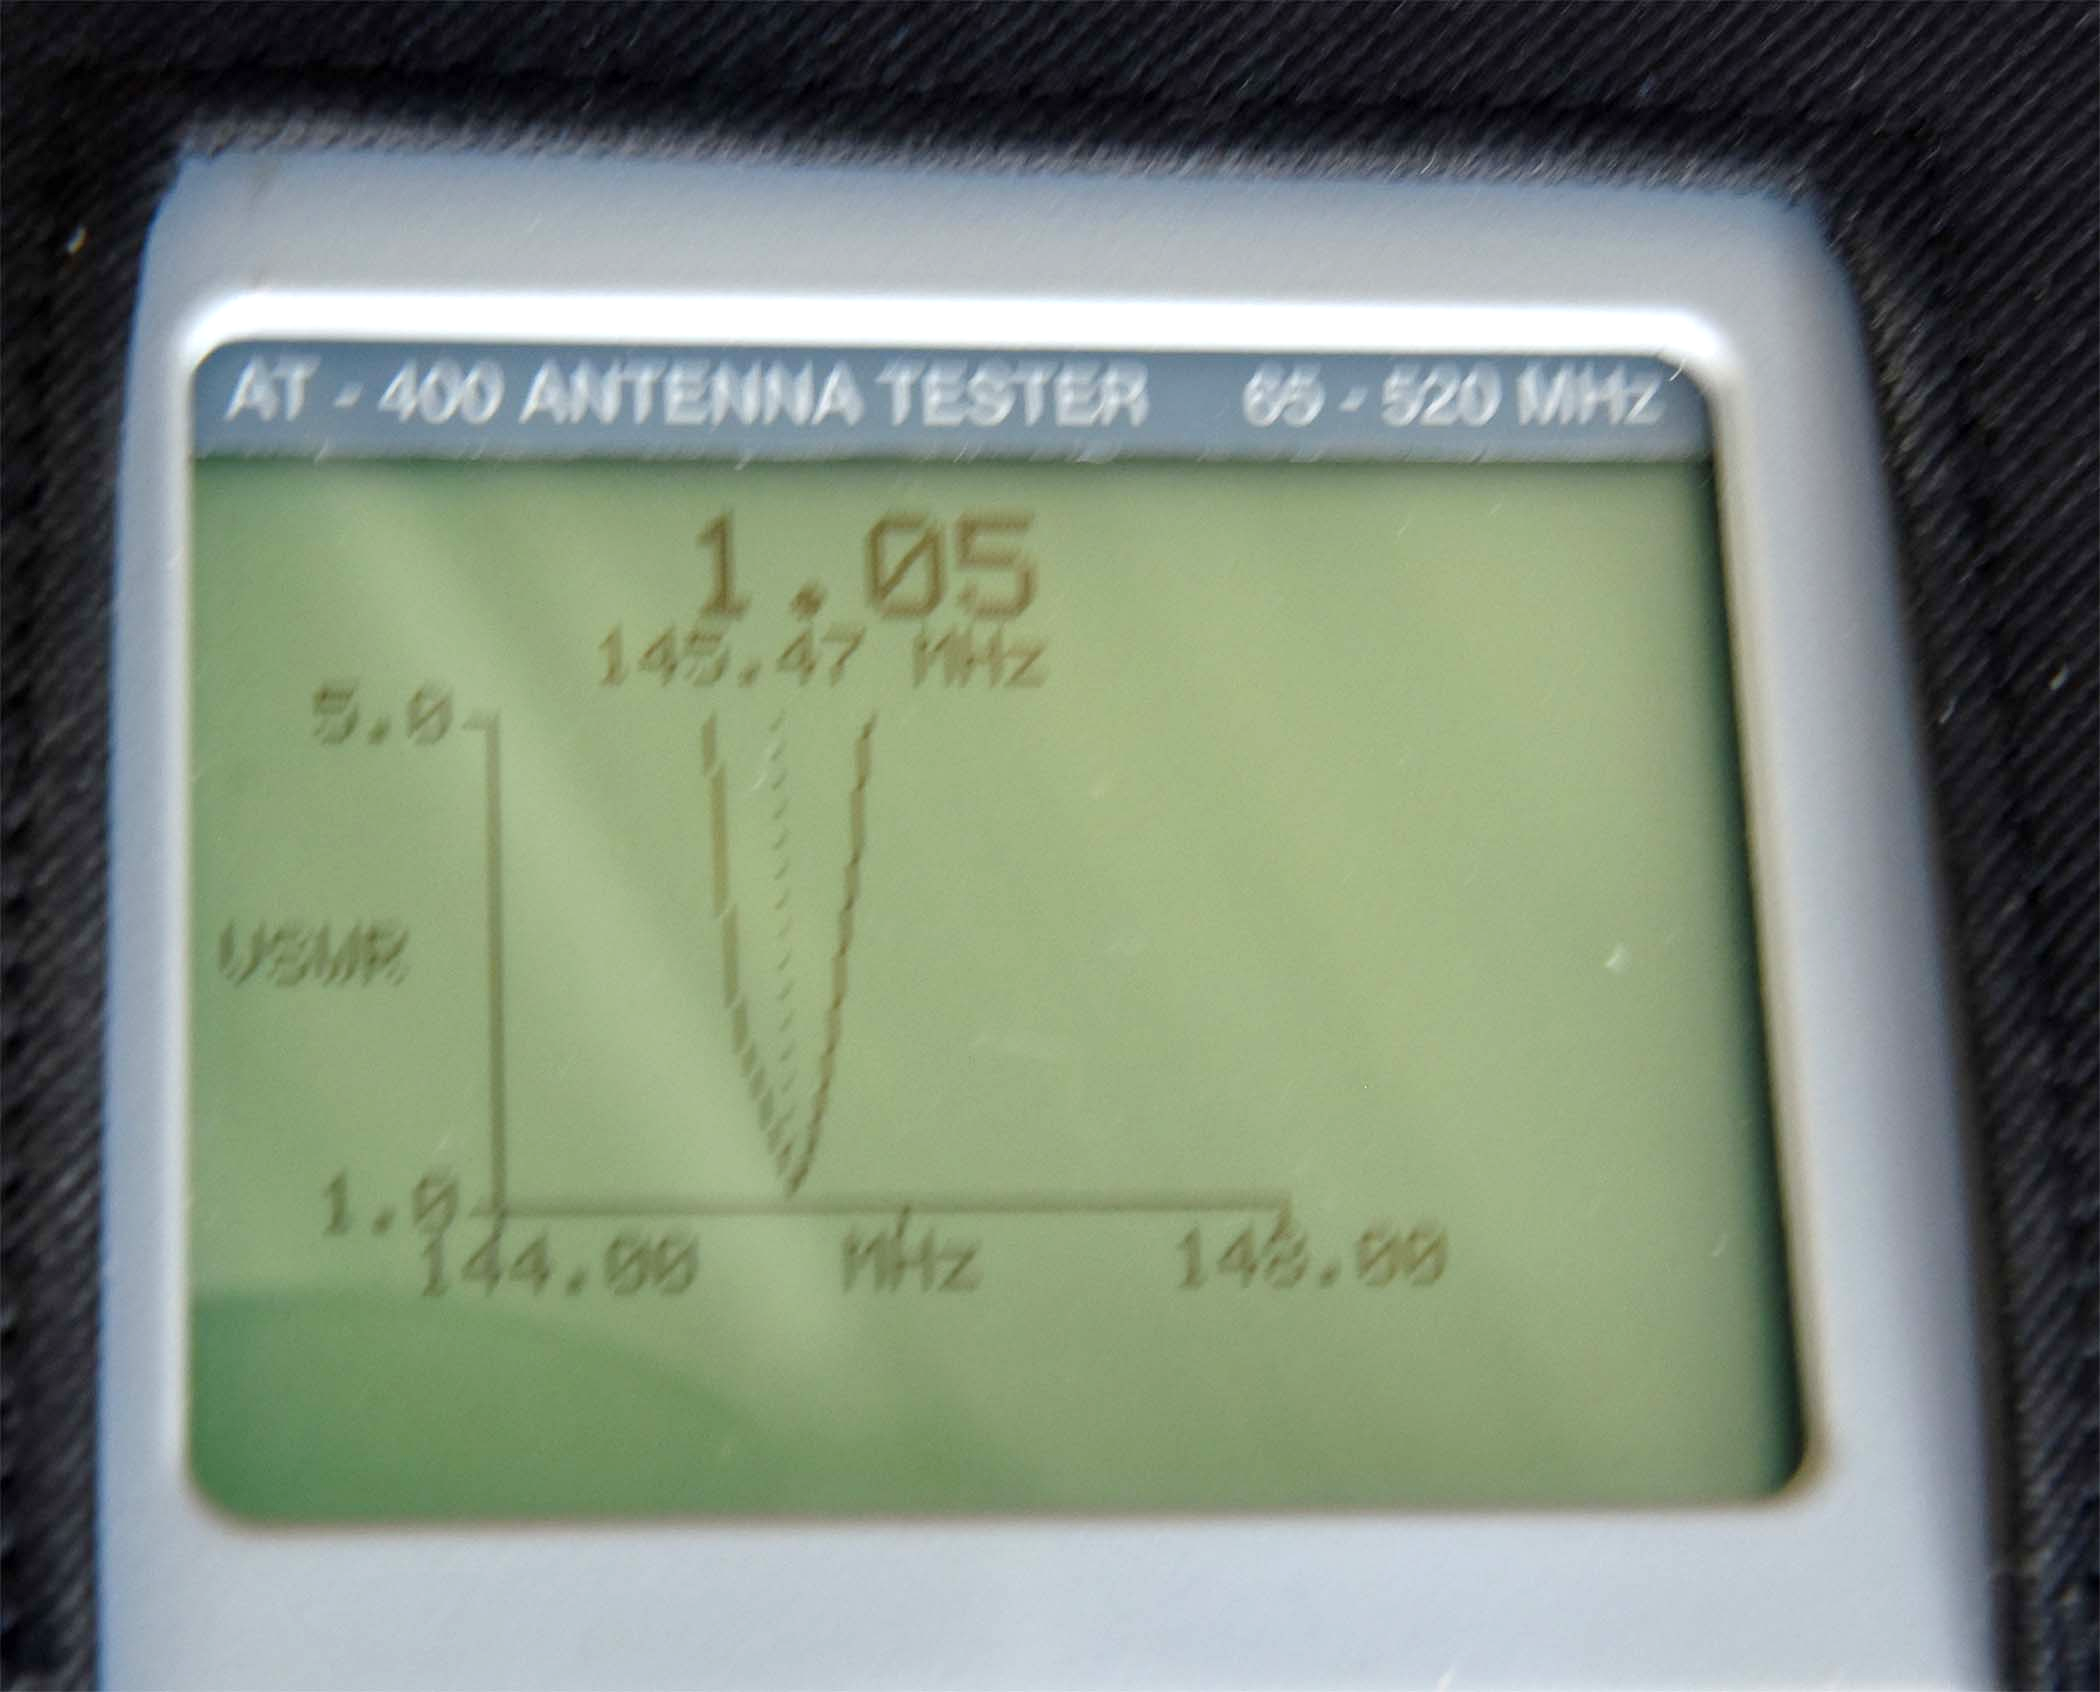 AT - 400 ANTENNA TESTER 65 - 520 MHz
1.05
145.47 MHz
5.0
VSWR
1.0
144.00 MHz 148.00